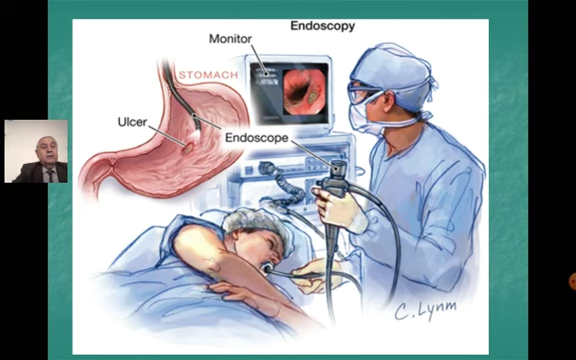 Endoscopy
Monitor
STOMACH
Ulcer
Endoscope
C. Lynm